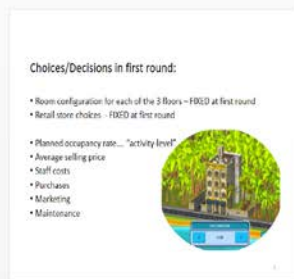 Choices/Decisions in first round:
• Room configuration for each of the 3 floors – FIXED at first round
• Retail store choices - FIXED at first round
• Planned occupancy rate... "activity level"
• Average selling price
• Staff costs
• Purchases
• Marketing
• Maintenance